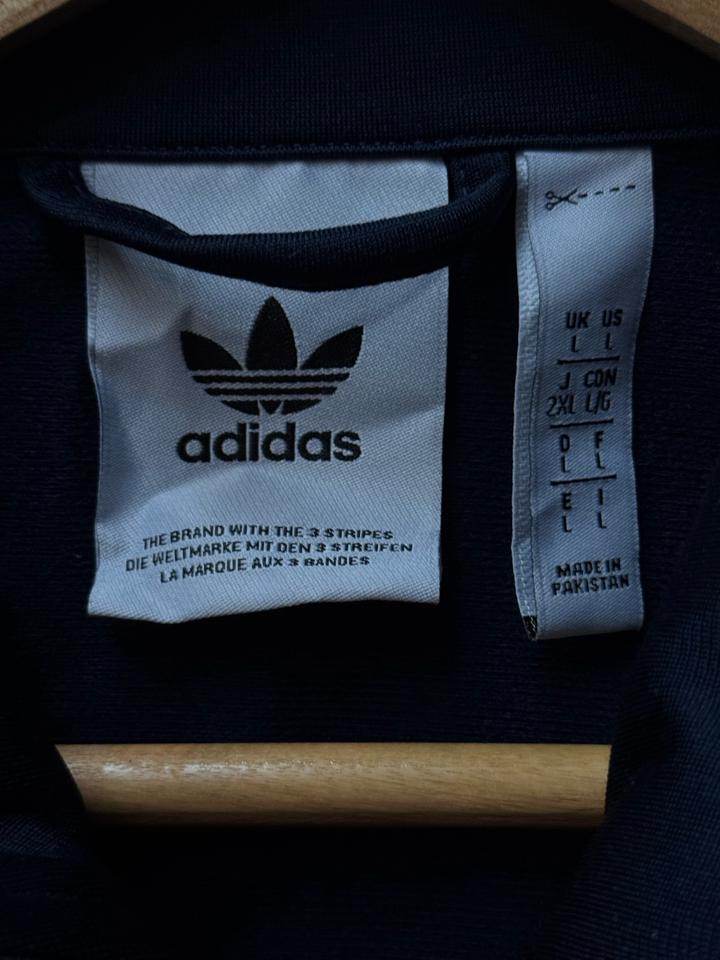 adidas
THE BRAND WITH THE 3 STRIPES
DIE WELTMARKE MIT DEN 3 STREIFEN
LA MARQUE AUX 3 BANDES
UK US
L L
J CDN
2XL L/G
D F
L L
E I
L L
MADE IN
PAKISTAN